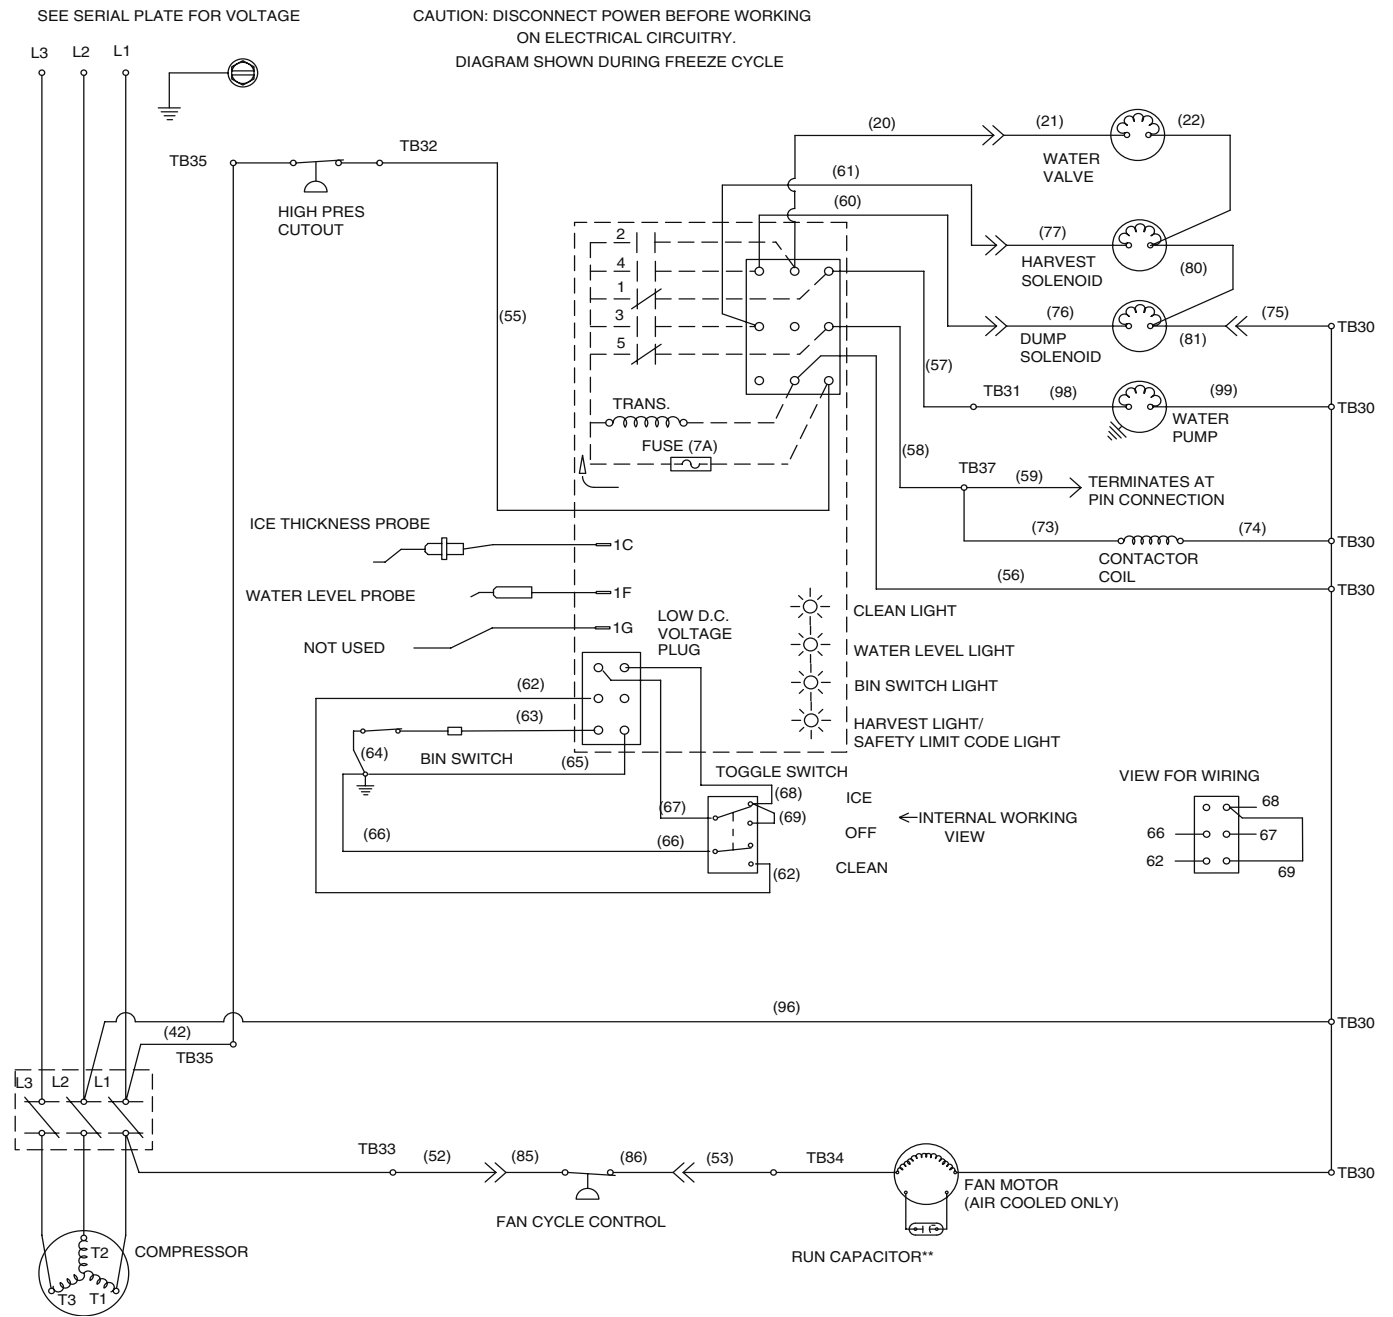 SEE SERIAL PLATE FOR VOLTAGE
CAUTION: DISCONNECT POWER BEFORE WORKING
ON ELECTRICAL CIRCUITRY.
DIAGRAM SHOWN DURING FREEZE CYCLE
L3
L2
L1
(20)
(21)
(22)
WATER
VALVE
TB35
TB32
HIGH PRES
CUTOUT
(61)
(60)
(77)
HARVEST
SOLENOID
(80)
2
4
1
3
5
(55)
(76)
DUMP
SOLENOID
(81)
(75)
TB30
(57)
TB31
(98)
(99)
TB30
WATER
PUMP
TRANS.
FUSE (7A)
(58)
TB37
(59)
TERMINATES AT
PIN CONNECTION
(73)
(74)
TB30
CONTACTOR
COIL
(56)
TB30
ICE THICKNESS PROBE
1C
WATER LEVEL PROBE
1F
NOT USED
1G
LOW D.C.
VOLTAGE
PLUG
CLEAN LIGHT
WATER LEVEL LIGHT
BIN SWITCH LIGHT
HARVEST LIGHT/
SAFETY LIMIT CODE LIGHT
(62)
(63)
(64)
BIN SWITCH
(65)
(66)
(67)
(66)
TOGGLE SWITCH
(68)
(69)
(62)
ICE
OFF
CLEAN
INTERNAL WORKING
VIEW
VIEW FOR WIRING
68
66
67
62
69
(96)
TB30
(42)
TB35
L3
L2
L1
TB33
(52)
(85)
(86)
(53)
TB34
TB30
FAN CYCLE CONTROL
FAN MOTOR
(AIR COOLED ONLY)
RUN CAPACITOR**
COMPRESSOR
T2
T3
T1